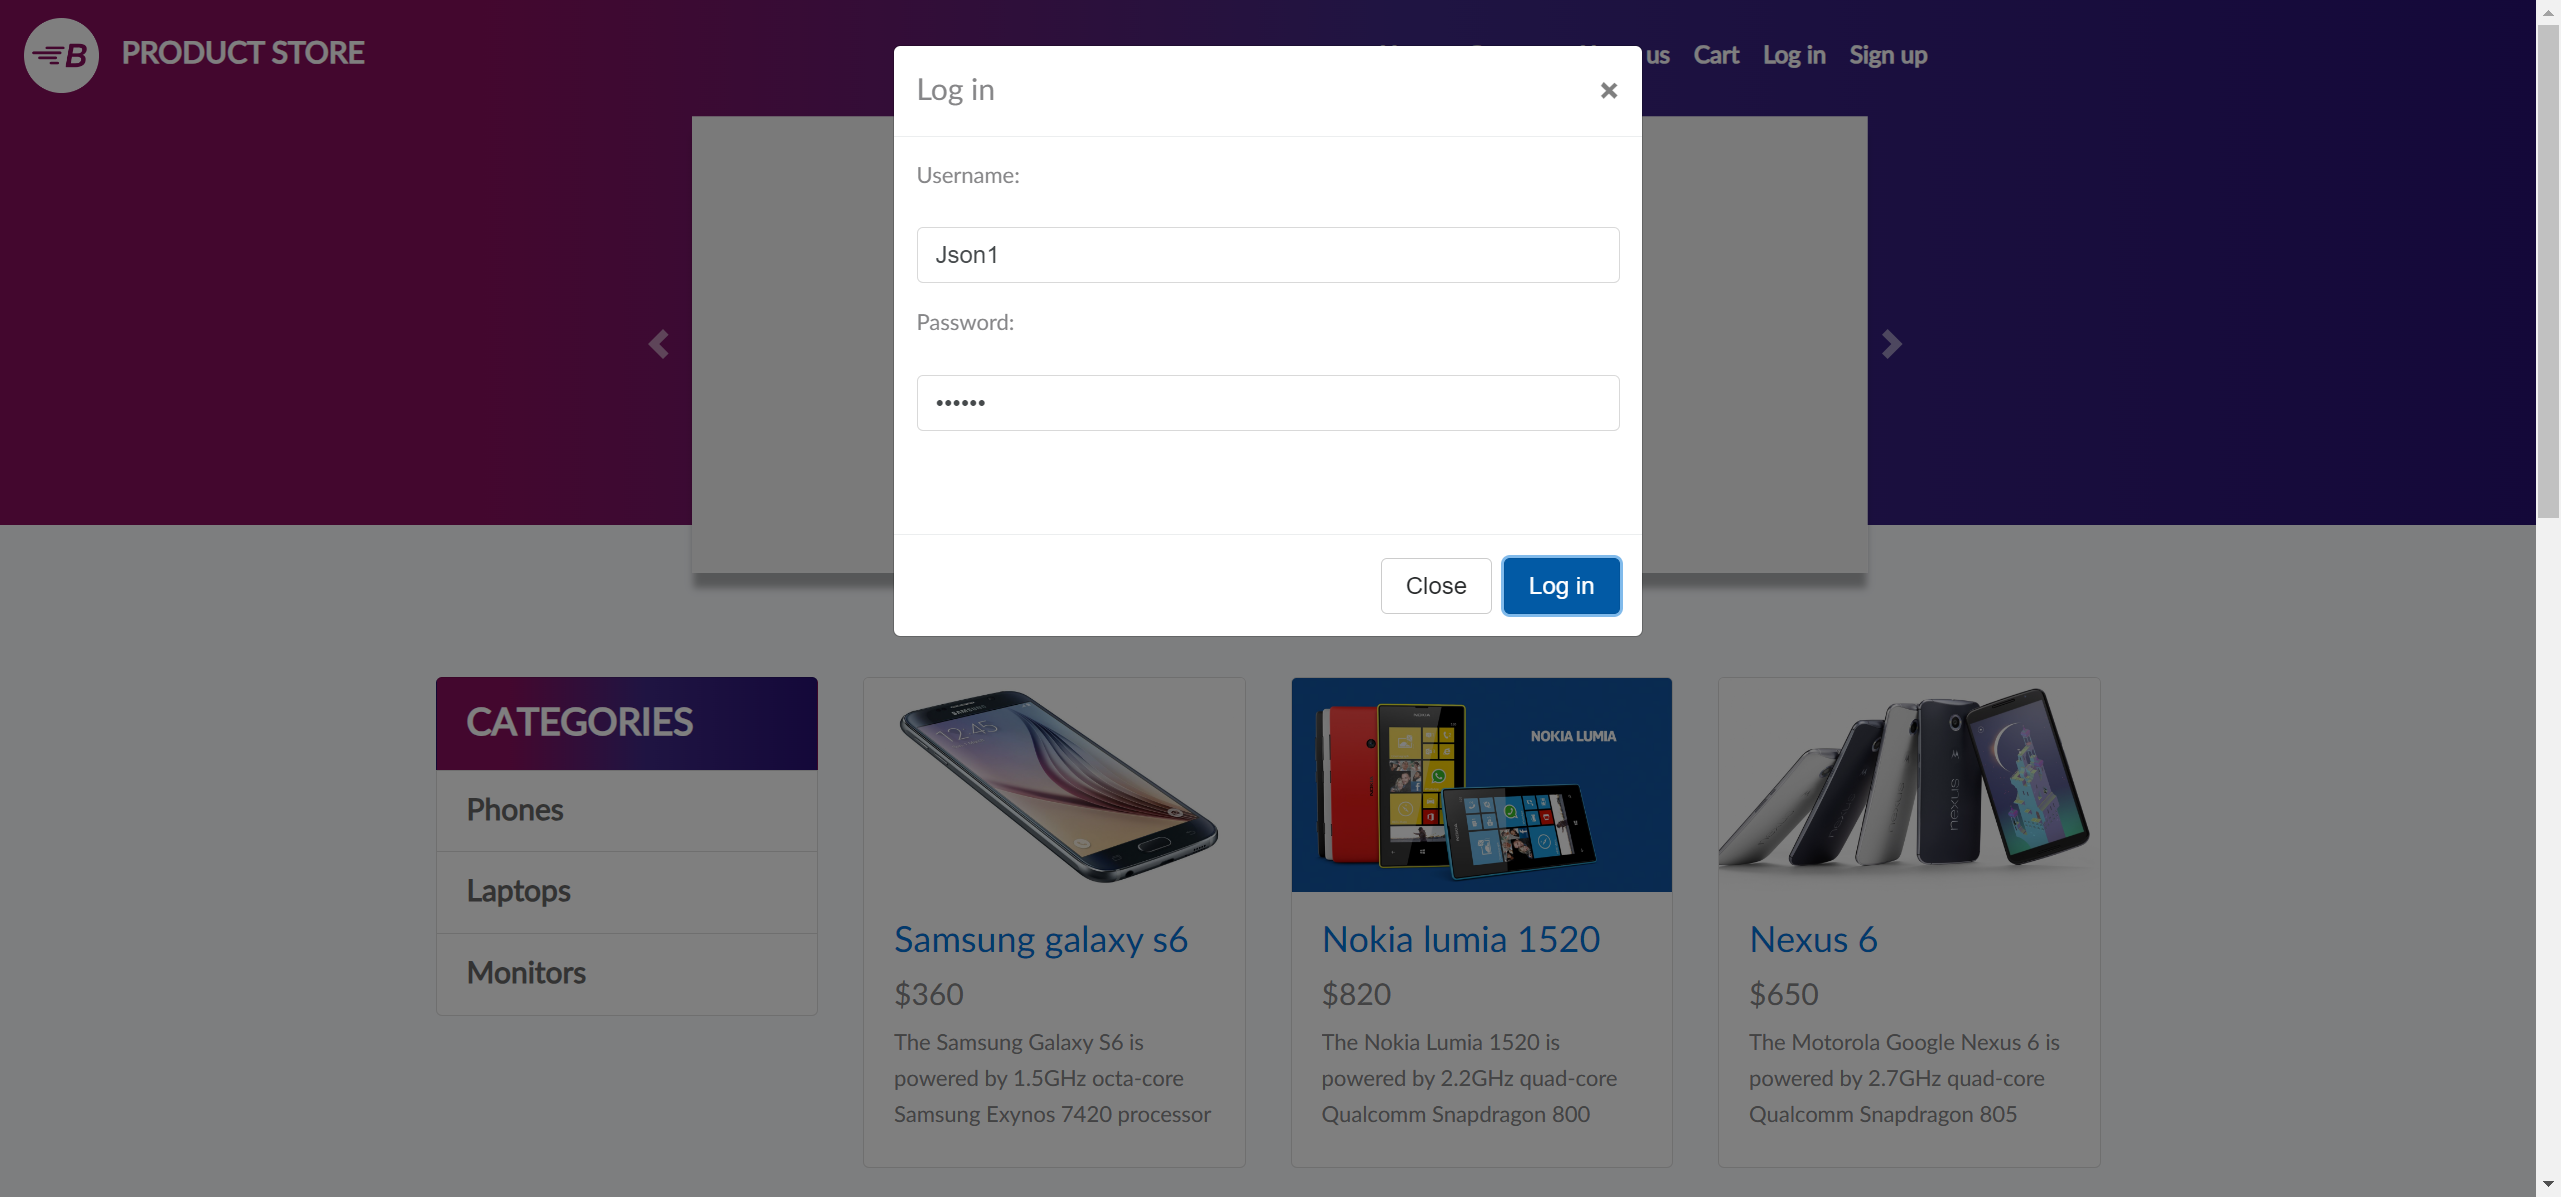 B PRODUCT STORE
us Cart Log in Sign up
Log in
×
Username:
Json1
Password:
••••••
Close Log in
CATEGORIES
Phones
Laptops
Monitors
SAMSUNG
12:45
Samsung galaxy s6
$360
The Samsung Galaxy S6 is
powered by 1.5GHz octa-core
Samsung Exynos 7420 processor
NOKIA LUMIA
Nokia lumia 1520
$820
The Nokia Lumia 1520 is
powered by 2.2GHz quad-core
Qualcomm Snapdragon 800
nexus
Nexus 6
$650
The Motorola Google Nexus 6 is
powered by 2.7GHz quad-core
Qualcomm Snapdragon 805